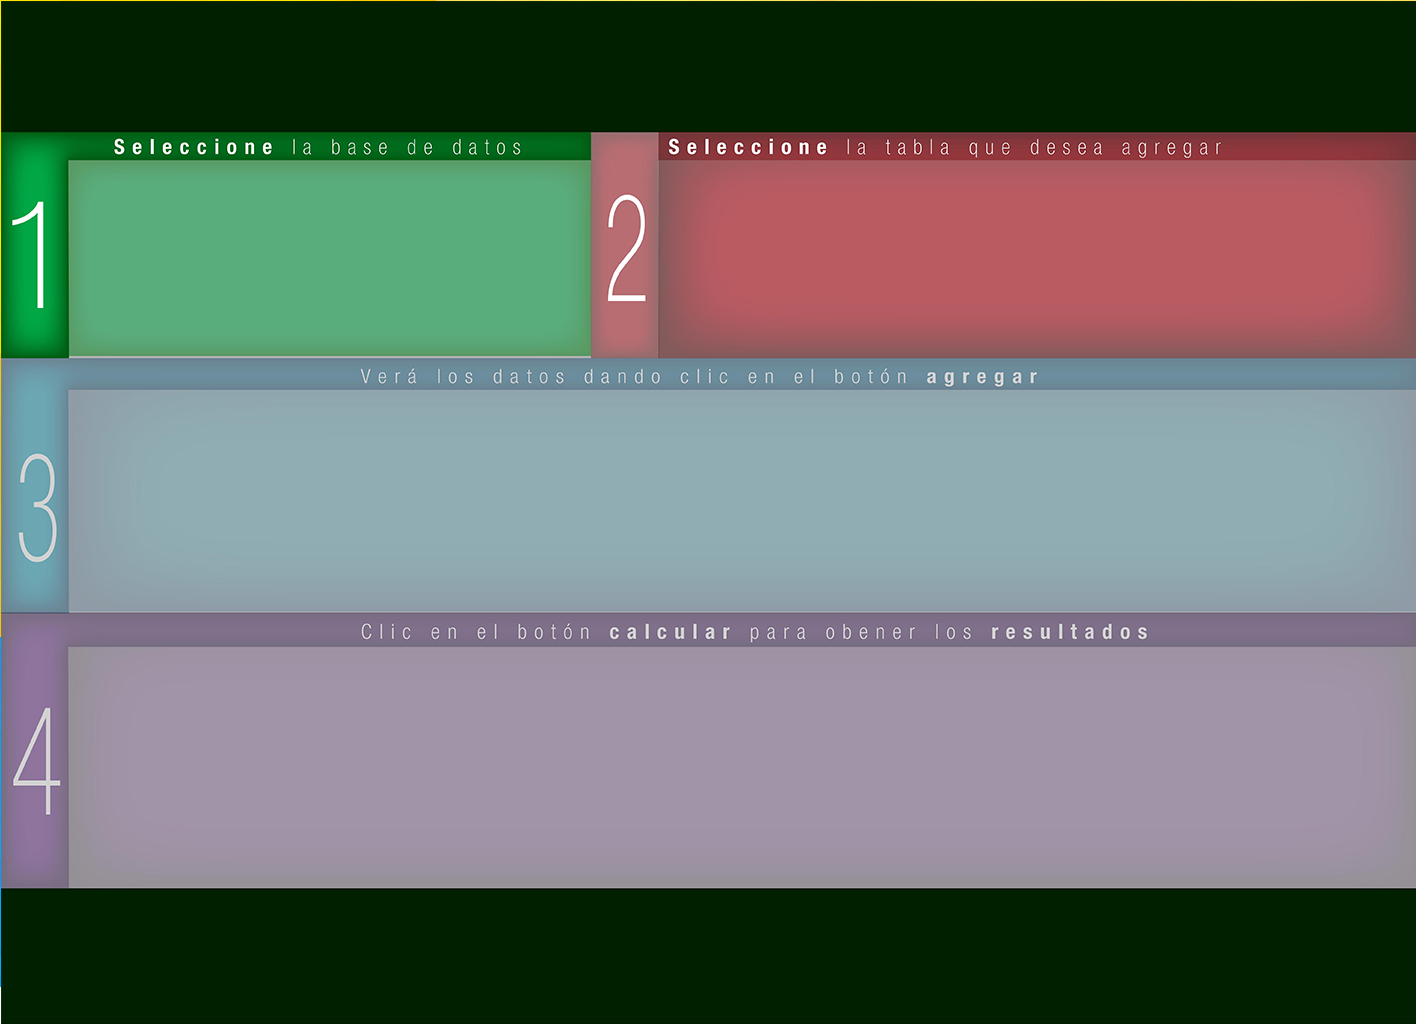 1
Seleccione la base de datos
2
Seleccione la tabla que desea agregar
3
Verá los datos dando clic en el botón agregar
4
Clic en el botón calcular para obener los resultados